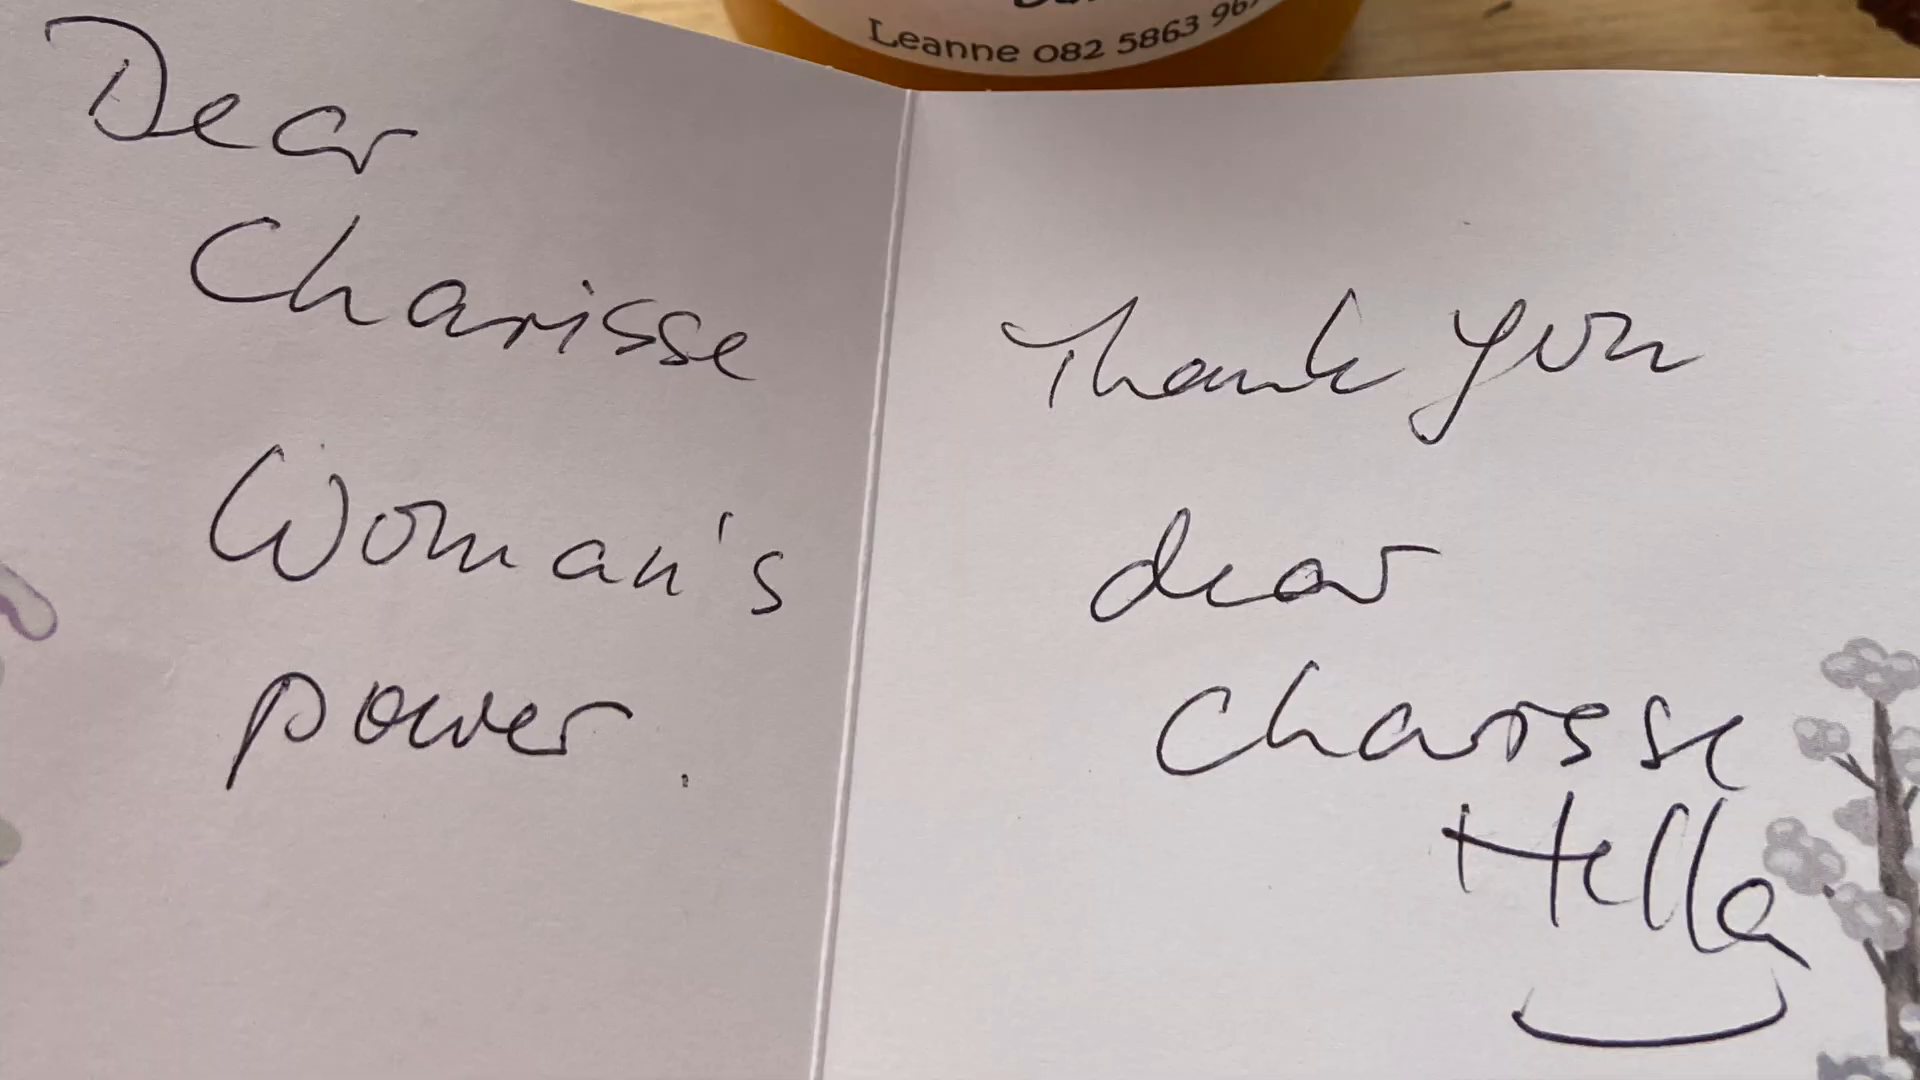 Leanne 082 5863
Dear
Charisse
Woman's
power.
Thank you
dear
Charisse
Hella